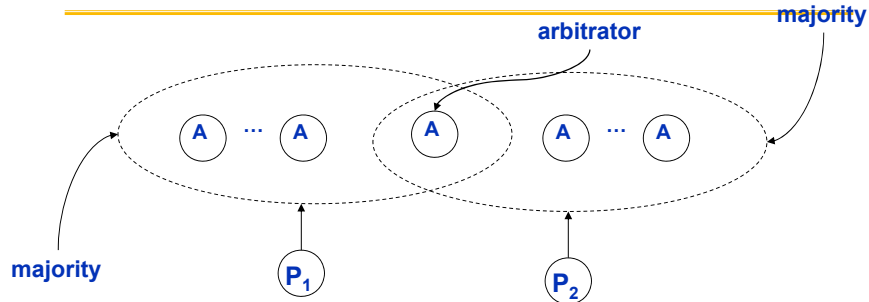 majority
arbitrator
A ... A A A ... A
majority
P1 P2